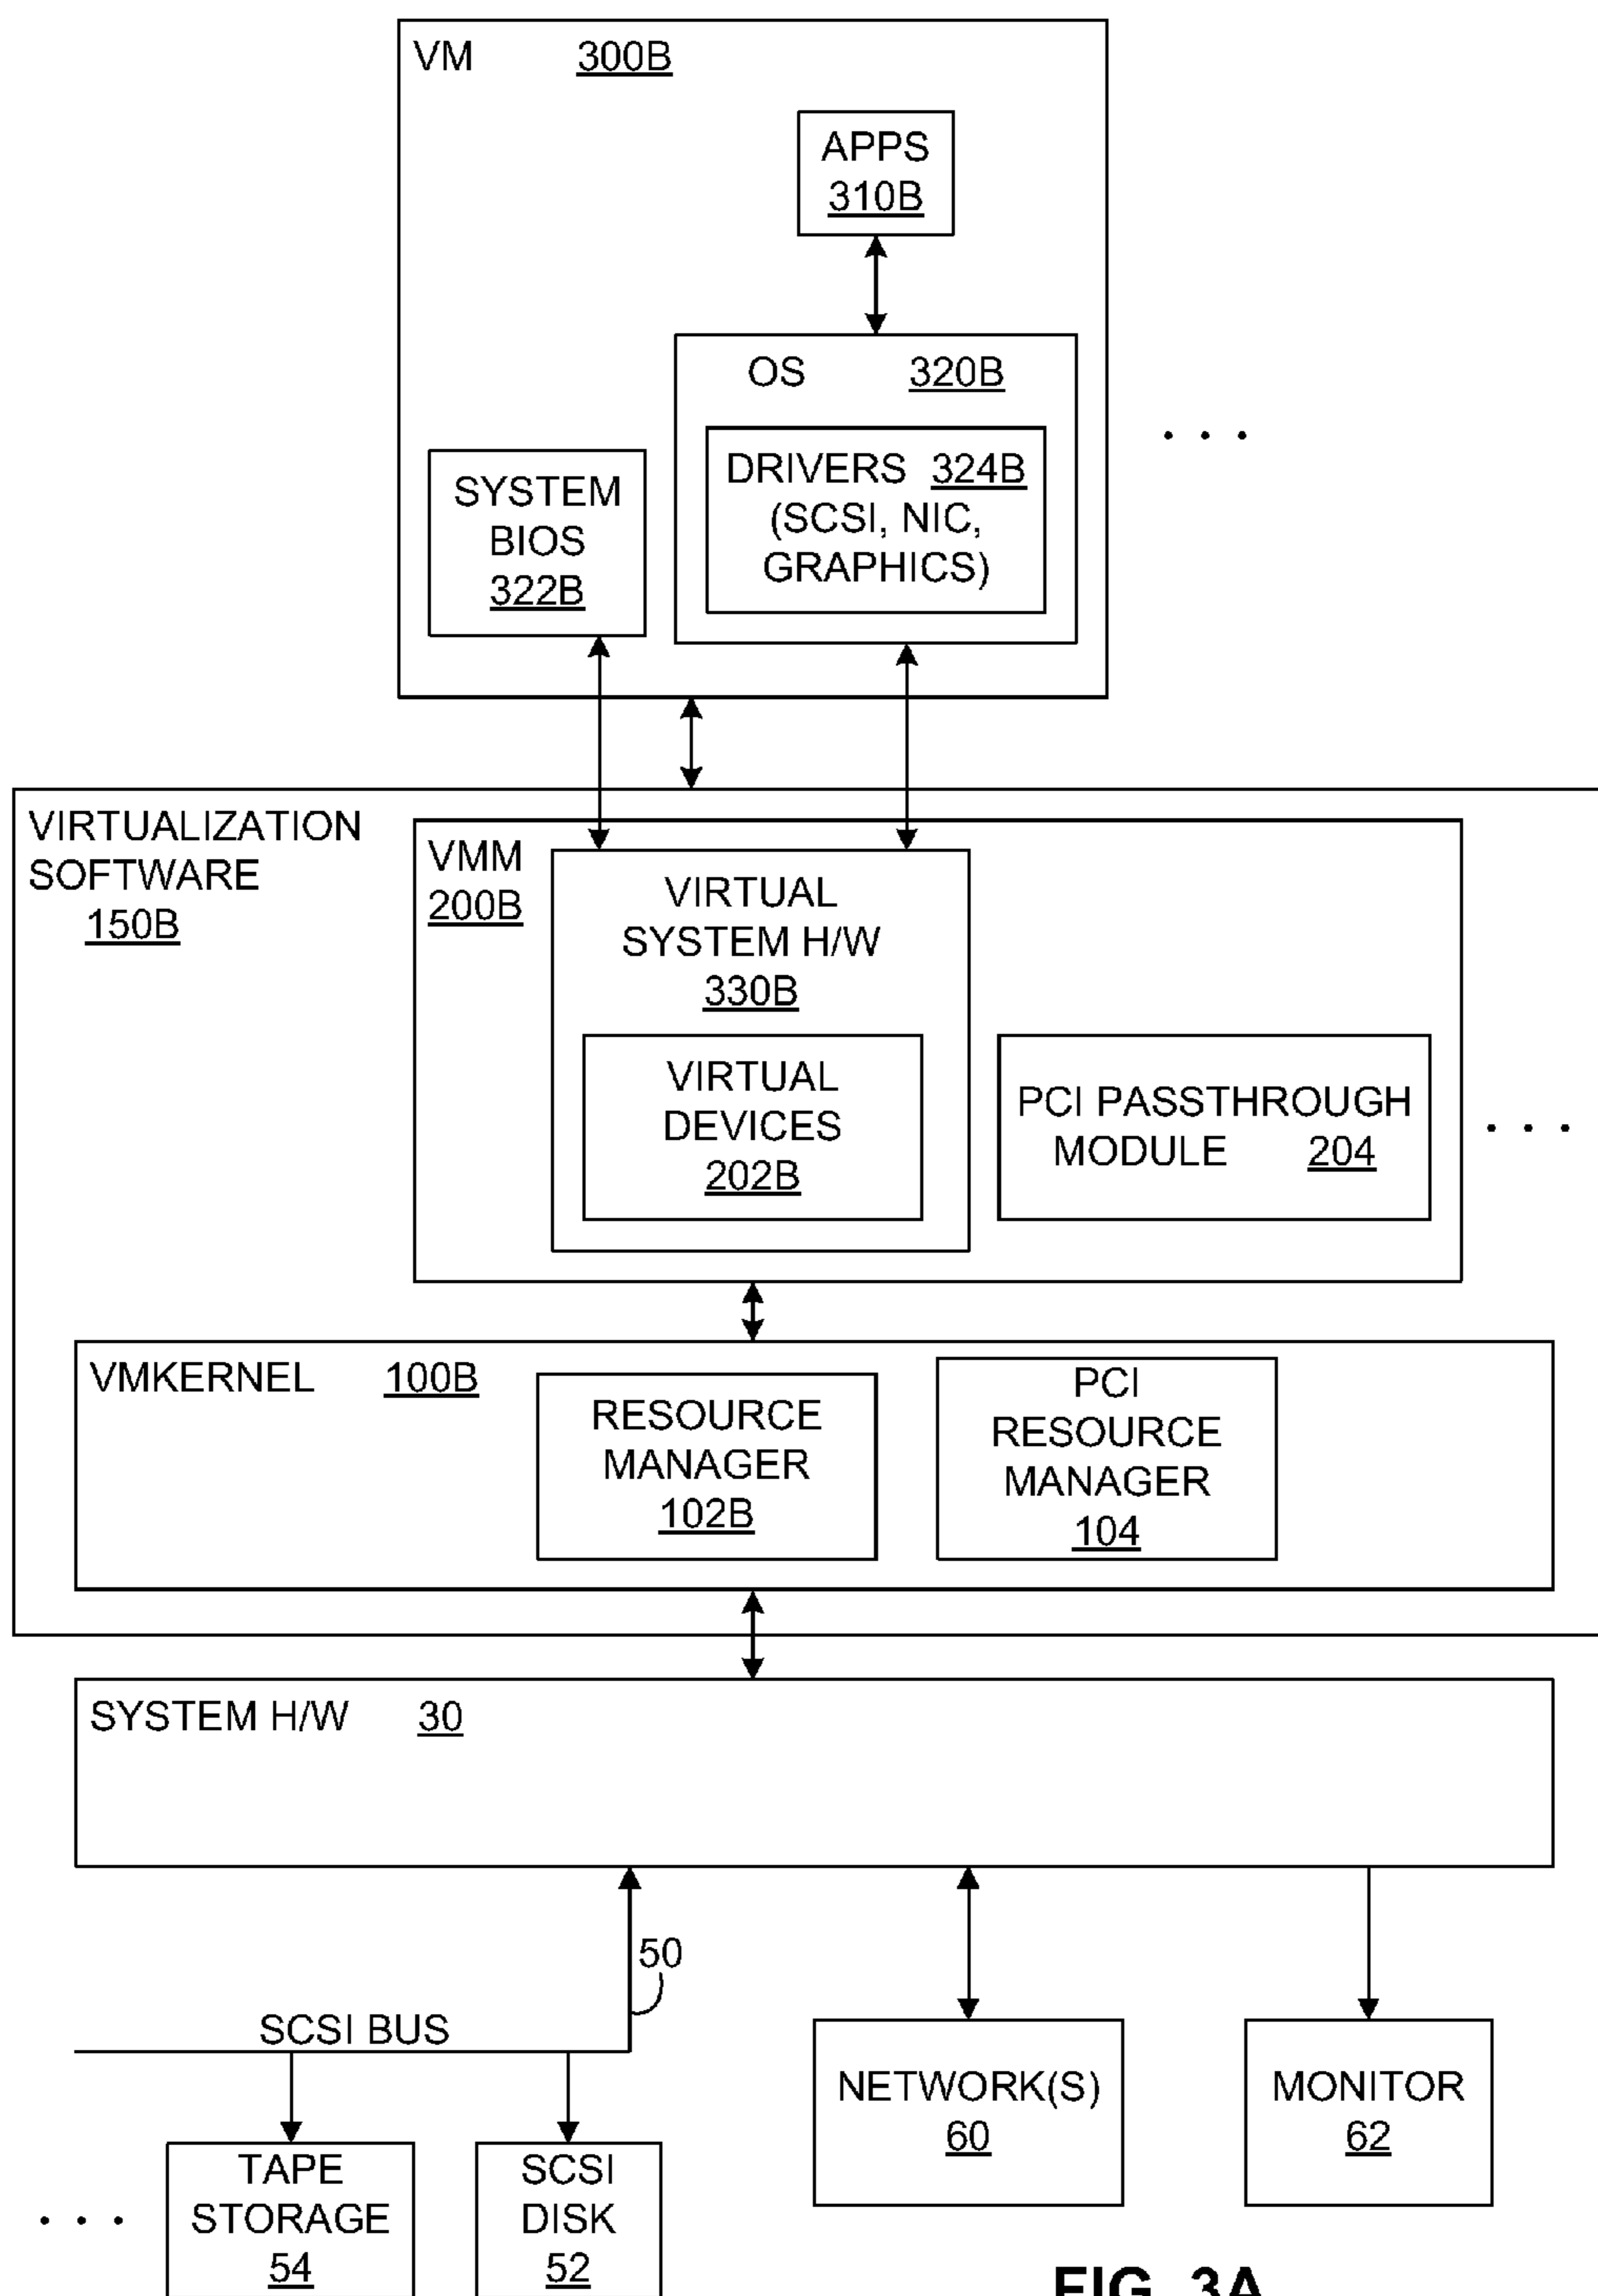 VM 300B
APPS
310B
OS 320B
DRIVERS 324B
(SCSI, NIC,
GRAPHICS)
SYSTEM
BIOS
322B
. . .
VIRTUALIZATION
SOFTWARE
150B
VMM
200B
VIRTUAL
SYSTEM H/W
330B
VIRTUAL
DEVICES
202B
PCI PASSTHROUGH
MODULE 204
. . .
VMKERNEL 100B
RESOURCE
MANAGER
102B
PCI
RESOURCE
MANAGER
104
SYSTEM H/W 30
50
SCSI BUS
NETWORK(S)
60
MONITOR
62
. . .
TAPE
STORAGE
54
SCSI
DISK
52
FIG. 3A